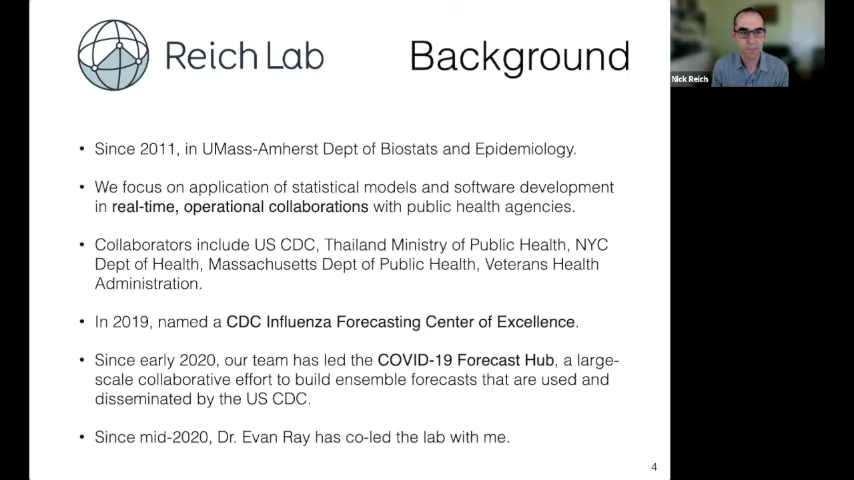 Reich Lab
Background
Nick Reich
• Since 2011, in UMass-Amherst Dept of Biostats and Epidemiology.
• We focus on application of statistical models and software development
in real-time, operational collaborations with public health agencies.
• Collaborators include US CDC, Thailand Ministry of Public Health, NYC
Dept of Health, Massachusetts Dept of Public Health, Veterans Health
Administration.
• In 2019, named a CDC Influenza Forecasting Center of Excellence.
• Since early 2020, our team has led the COVID-19 Forecast Hub, a large-
scale collaborative effort to build ensemble forecasts that are used and
disseminated by the US CDC.
• Since mid-2020, Dr. Evan Ray has co-led the lab with me.
4